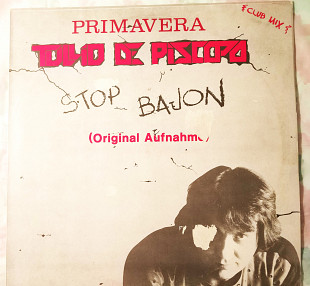 PRIMAVERA
¡CLUB MIX!
TULLIO DE PISCOPO
STOP BAJON
(Original Aufnahme)